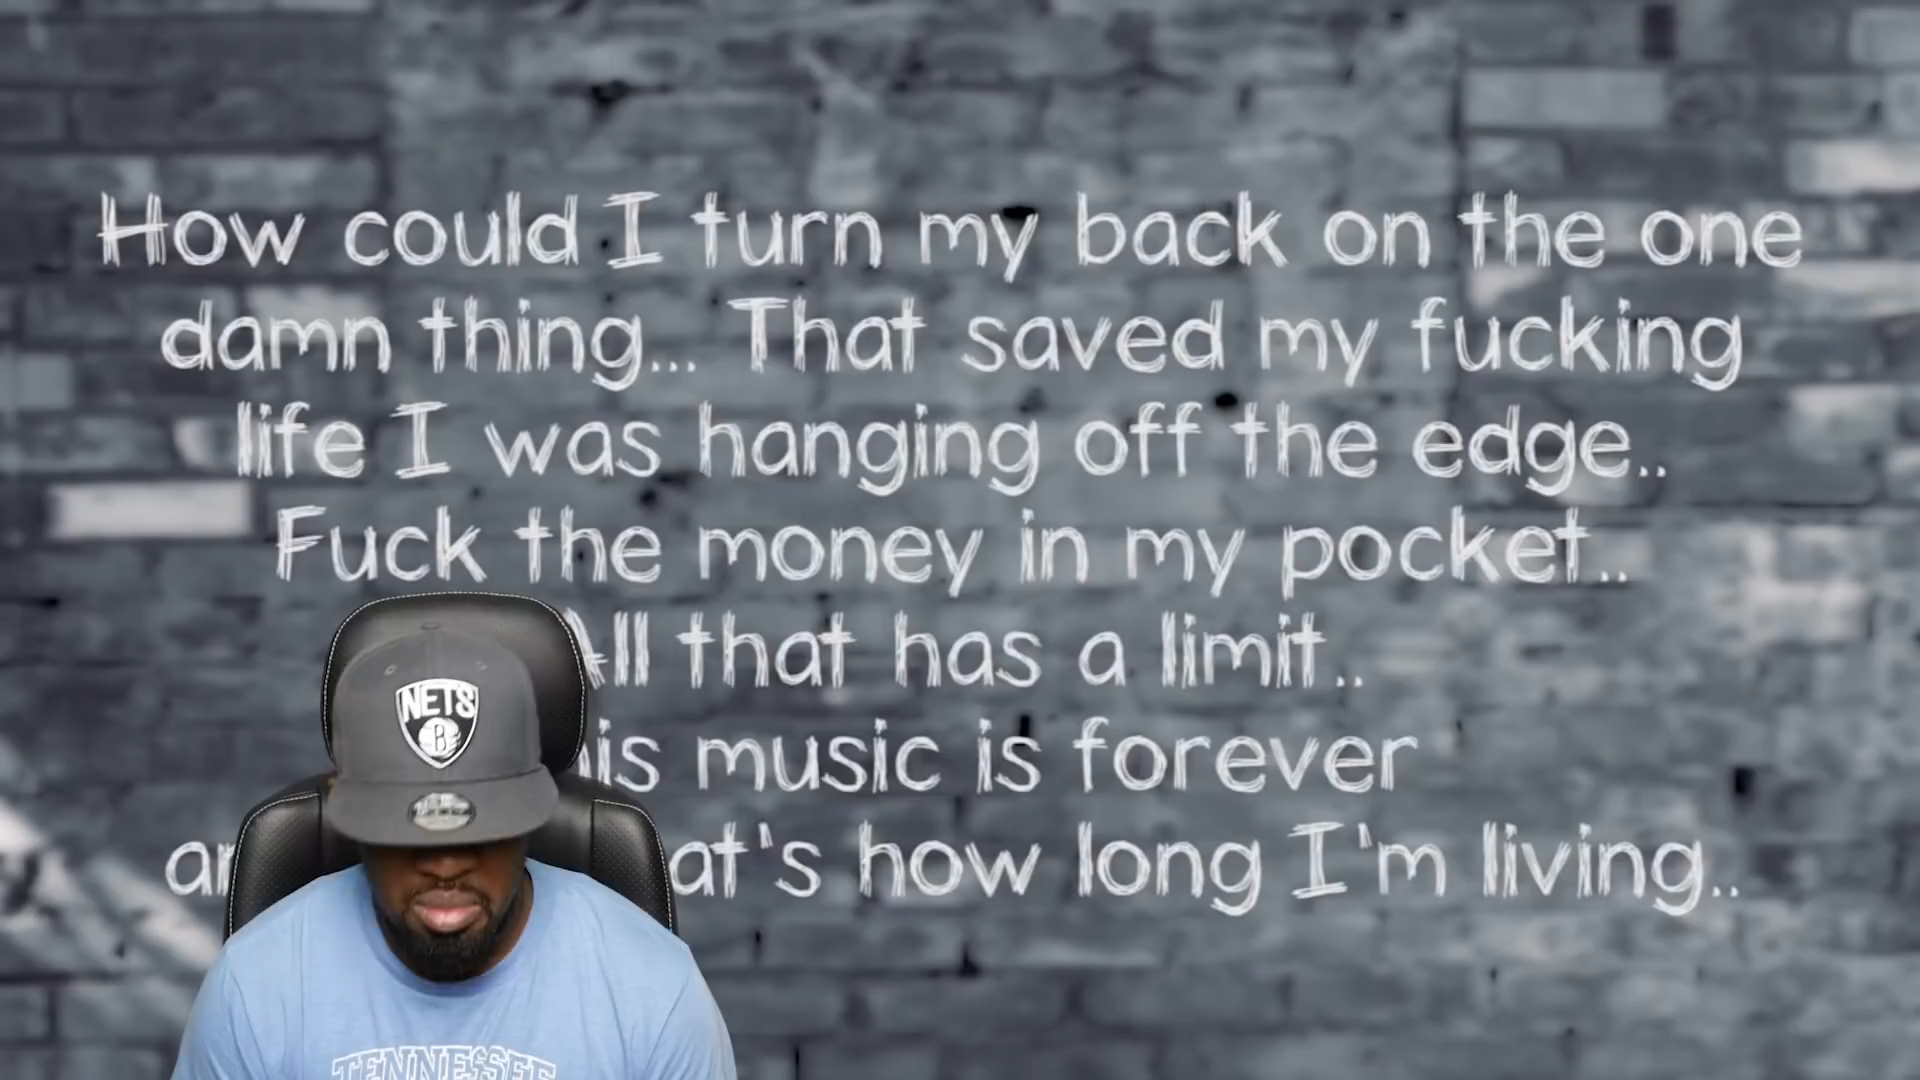 How could I turn my back on the one
damn thing... That saved my fucking
life I was hanging off the edge..
Fuck the money in my pocket..
All that has a limit..
music is forever
how long I'm living..
NETS
B
TENNESSEE